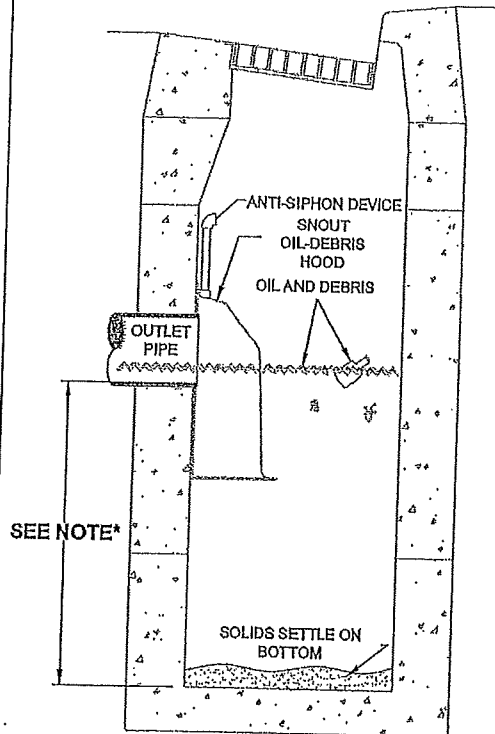 ANTI-SIPHON DEVICE
SNOUT
OIL-DEBRIS
HOOD
OIL AND DEBRIS
OUTLET
PIPE
SEE NOTE*
SOLIDS SETTLE ON
BOTTOM